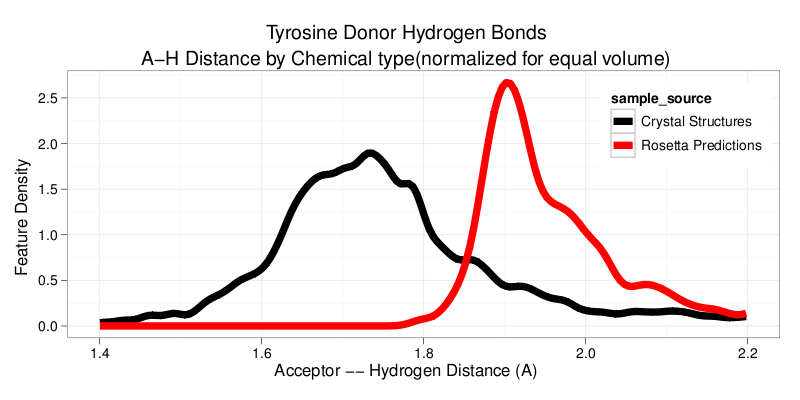 Tyrosine Donor Hydrogen Bonds
A−H Distance by Chemical type(normalized for equal volume)
sample_source
Crystal Structures
Rosetta Predictions
Feature Density
2.5
2.0
1.5
1.0
0.5
0.0
1.4 1.6 1.8 2.0 2.2
Acceptor −− Hydrogen Distance (A)